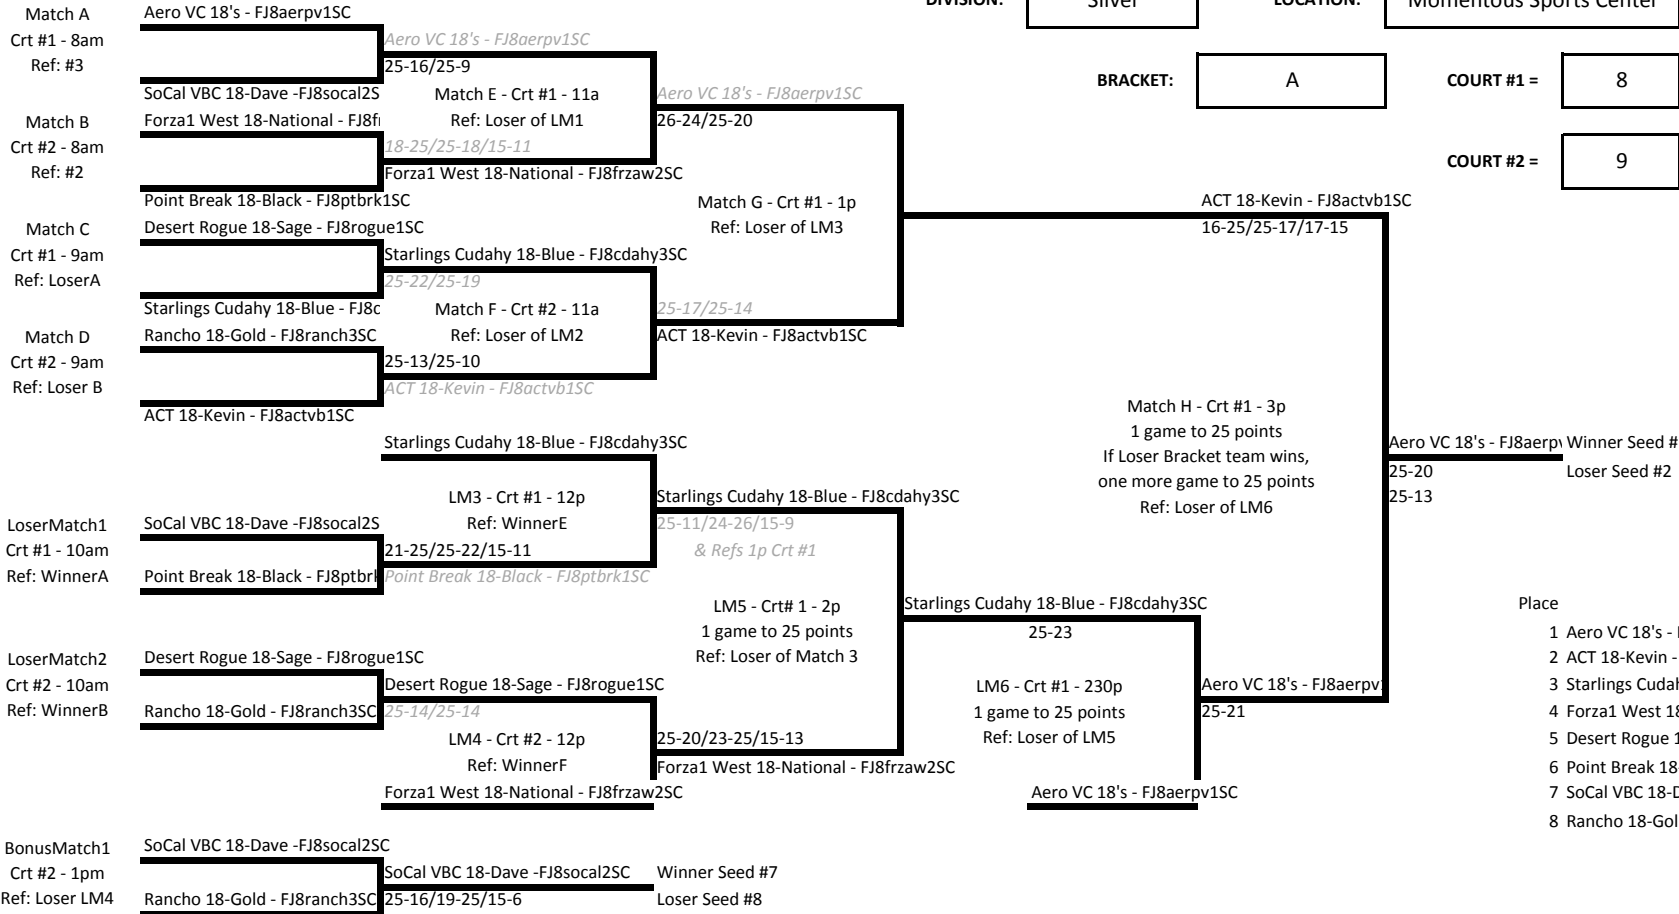 DIVISION: Silver LOCATION: Momentous Sports Center
BRACKET: A COURT #1 = 8
COURT #2 = 9
Match A
Crt #1 - 8am
Ref: #3
Aero VC 18's - FJ8aerpv1SC
SoCal VBC 18-Dave -FJ8socal2S
Match B
Crt #2 - 8am
Ref: #2
Forza1 West 18-National - FJ8fr
Point Break 18-Black - FJ8ptbrk1SC
Match C
Crt #1 - 9am
Ref: LoserA
Desert Rogue 18-Sage - FJ8rogue1SC
Starlings Cudahy 18-Blue - FJ8c
Match D
Crt #2 - 9am
Ref: Loser B
Rancho 18-Gold - FJ8ranch3SC
ACT 18-Kevin - FJ8actvb1SC
Aero VC 18's - FJ8aerpv1SC
25-16/25-9
Match E - Crt #1 - 11a
Ref: Loser of LM1
18-25/25-18/15-11
Forza1 West 18-National - FJ8frzaw2SC
Starlings Cudahy 18-Blue - FJ8cdahy3SC
25-22/25-19
Match F - Crt #2 - 11a
Ref: Loser of LM2
25-13/25-10
ACT 18-Kevin - FJ8actvb1SC
Aero VC 18's - FJ8aerpv1SC
26-24/25-20
Match G - Crt #1 - 1p
Ref: Loser of LM3
25-17/25-14
ACT 18-Kevin - FJ8actvb1SC
ACT 18-Kevin - FJ8actvb1SC
16-25/25-17/17-15
Match H - Crt #1 - 3p
1 game to 25 points
If Loser Bracket team wins,
one more game to 25 points
Ref: Loser of LM6
Aero VC 18's - FJ8aerpv Winner Seed #
25-20 Loser Seed #2
25-13
LoserMatch1
Crt #1 - 10am
Ref: WinnerA
SoCal VBC 18-Dave -FJ8socal2S
Point Break 18-Black - FJ8ptbrk
Starlings Cudahy 18-Blue - FJ8cdahy3SC
LM3 - Crt #1 - 12p
Ref: WinnerE
21-25/25-22/15-11
Point Break 18-Black - FJ8ptbrk1SC
LoserMatch2
Crt #2 - 10am
Ref: WinnerB
Desert Rogue 18-Sage - FJ8rogue1SC
Rancho 18-Gold - FJ8ranch3SC
Desert Rogue 18-Sage - FJ8rogue1SC
25-14/25-14
LM4 - Crt #2 - 12p
Ref: WinnerF
Forza1 West 18-National - FJ8frzaw2SC
Starlings Cudahy 18-Blue - FJ8cdahy3SC
25-11/24-26/15-9
& Refs 1p Crt #1
LM5 - Crt# 1 - 2p
1 game to 25 points
Ref: Loser of Match 3
25-20/23-25/15-13
Forza1 West 18-National - FJ8frzaw2SC
Starlings Cudahy 18-Blue - FJ8cdahy3SC
25-23
LM6 - Crt #1 - 230p
1 game to 25 points
Ref: Loser of LM5
Aero VC 18's - FJ8aerpv1SC
Aero VC 18's - FJ8aerpv1
25-21
Place
1 Aero VC 18's -
2 ACT 18-Kevin -
3 Starlings Cudah
4 Forza1 West 18
5 Desert Rogue 1
6 Point Break 18
7 SoCal VBC 18-D
8 Rancho 18-Gol
BonusMatch1
Crt #2 - 1pm
Ref: Loser LM4
SoCal VBC 18-Dave -FJ8socal2SC
Rancho 18-Gold - FJ8ranch3SC
SoCal VBC 18-Dave -FJ8socal2SC Winner Seed #7
25-16/19-25/15-6 Loser Seed #8